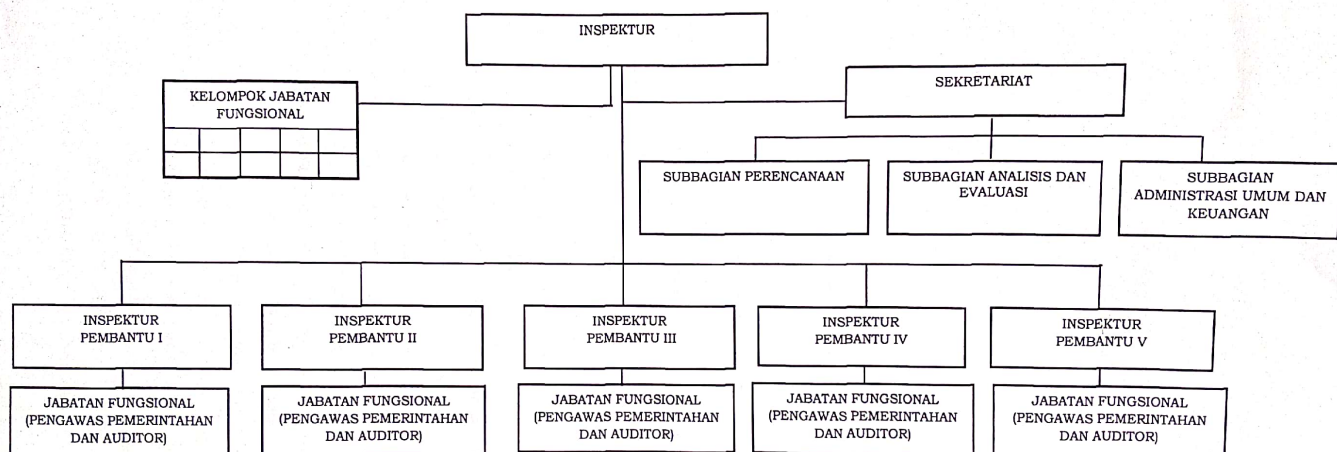 INSPEKTUR
KELOMPOK JABATAN
FUNGSIONAL
SEKRETARIAT
SUBBAGIAN PERENCANAAN
SUBBAGIAN ANALISIS DAN
EVALUASI
SUBBAGIAN
ADMINISTRASI UMUM DAN
KEUANGAN
INSPEKTUR
PEMBANTU I
INSPEKTUR
PEMBANTU II
INSPEKTUR
PEMBANTU III
INSPEKTUR
PEMBANTU IV
INSPEKTUR
PEMBANTU V
JABATAN FUNGSIONAL
(PENGAWAS PEMERINTAHAN
DAN AUDITOR)
JABATAN FUNGSIONAL
(PENGAWAS PEMERINTAHAN
DAN AUDITOR)
JABATAN FUNGSIONAL
(PENGAWAS PEMERINTAHAN
DAN AUDITOR)
JABATAN FUNGSIONAL
(PENGAWAS PEMERINTAHAN
DAN AUDITOR)
JABATAN FUNGSIONAL
(PENGAWAS PEMERINTAHAN
DAN AUDITOR)